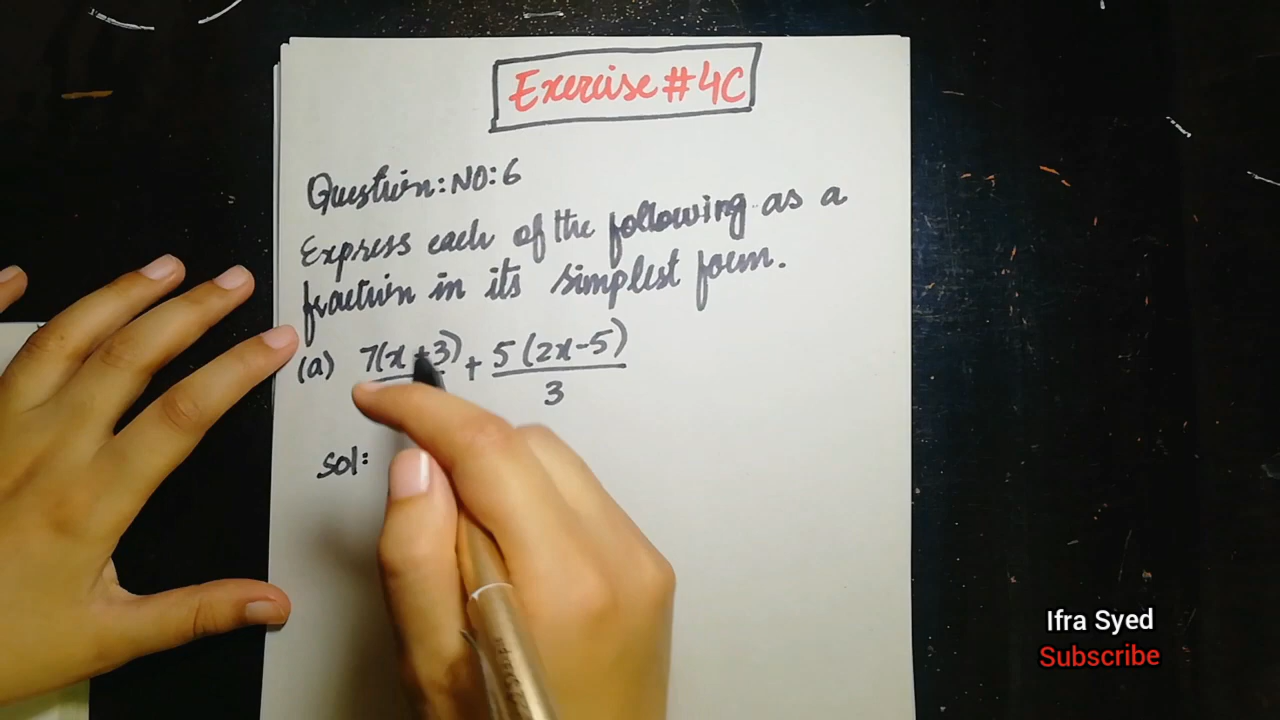 Exercise #4C
Question:NO:6
Express each of the following as a
fraction in its simplest form.
(a) 7(x+3) + 5(2x-5)
3
sol:
Ifra Syed
Subscribe